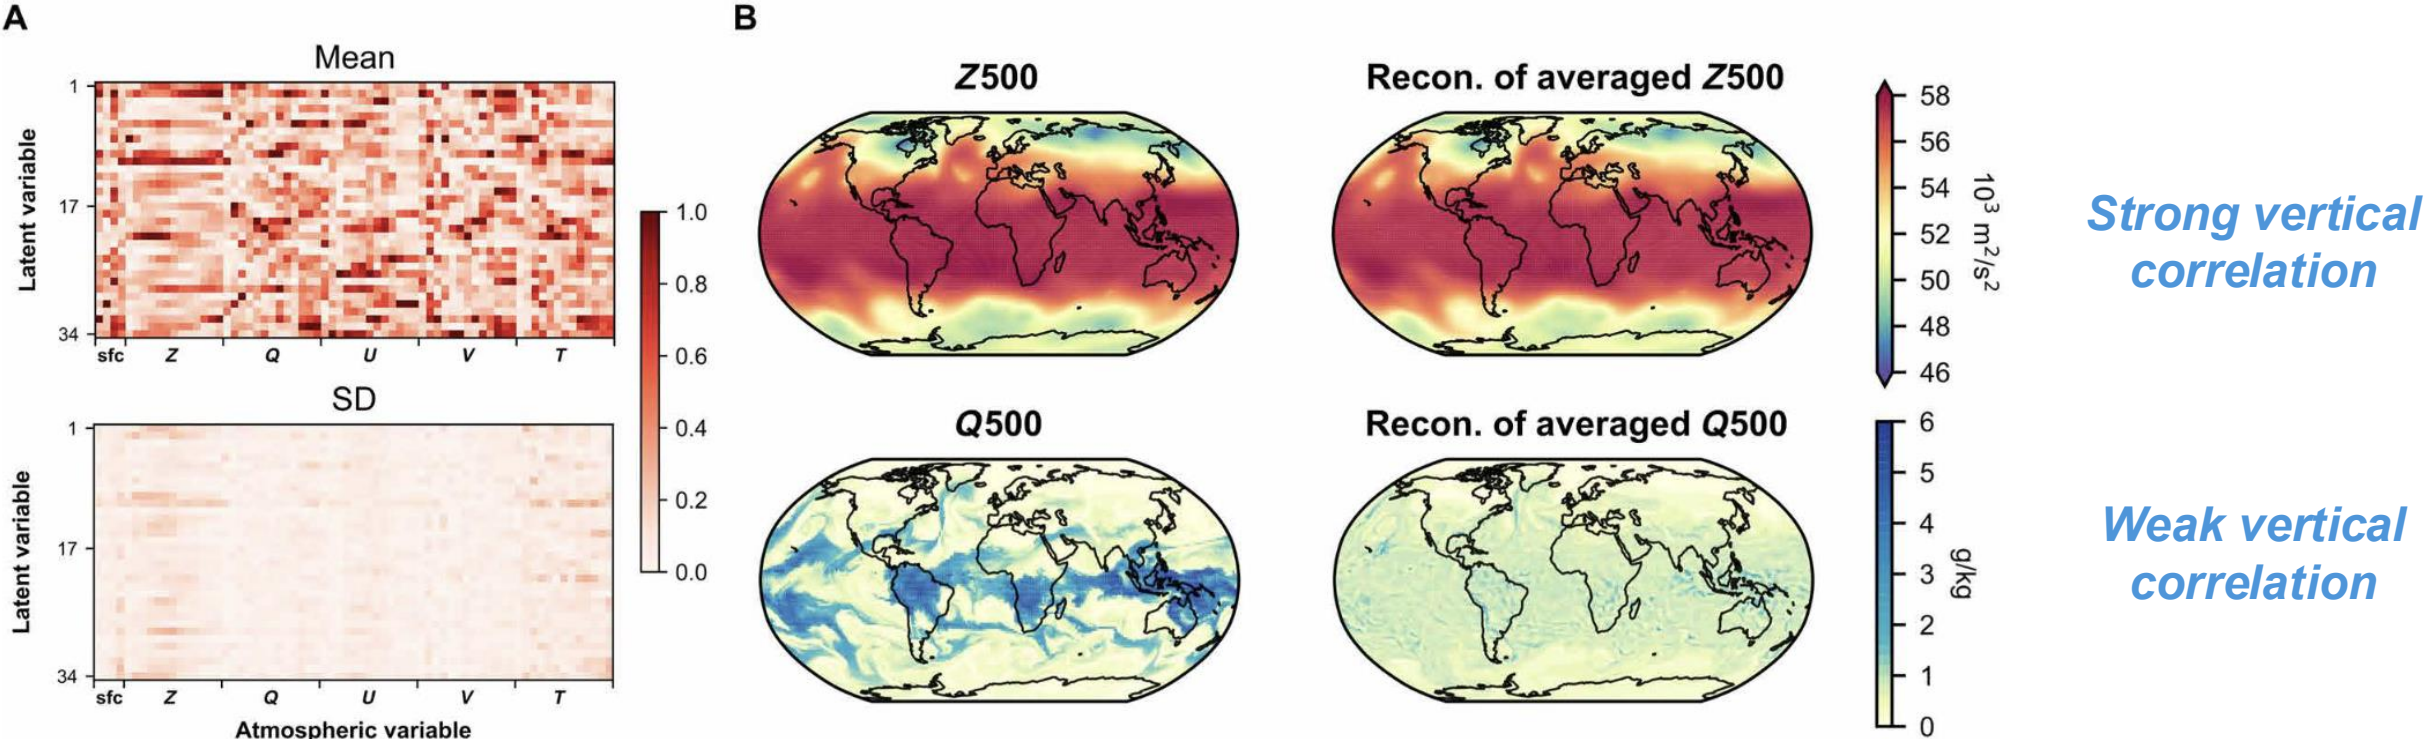 A
Mean
1
17
34
Latent variable
sfc Z Q U V T
SD
1
17
34
Latent variable
sfc Z Q U V T
Atmospheric variable
1.0
0.8
0.6
0.4
0.2
0.0
B
Z500
Recon. of averaged Z500
58
56
54
52
50
48
46
10³ m²/s²
Strong vertical
correlation
Q500
Recon. of averaged Q500
6
5
4
3
2
1
0
g/kg
Weak vertical
correlation